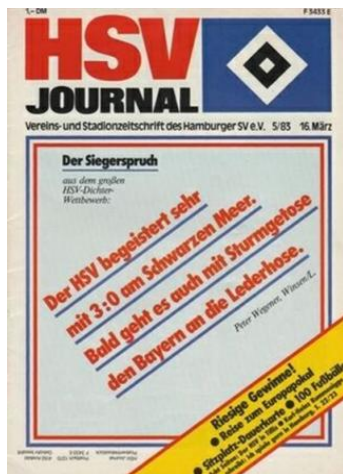 1,– DM
F 3433 E
HSV
JOURNAL
Vereins- und Stadionzeitschrift des Hamburger SV e.V. 5/83 16. März
Der Siegerspruch
aus dem großen
HSV-Dichter-
Wettbewerb:
Der HSV begeistert sehr
mit 3:0 am Schwarzen Meer.
Bald geht es auch mit Sturmgetose
den Bayern an die Lederhose.
Peter Wegener, Winsen/L.
Riesige Gewinne!
● Reise zum Europapokal
● Sitzplatz-Dauerkarte ● 100 Fußbälle